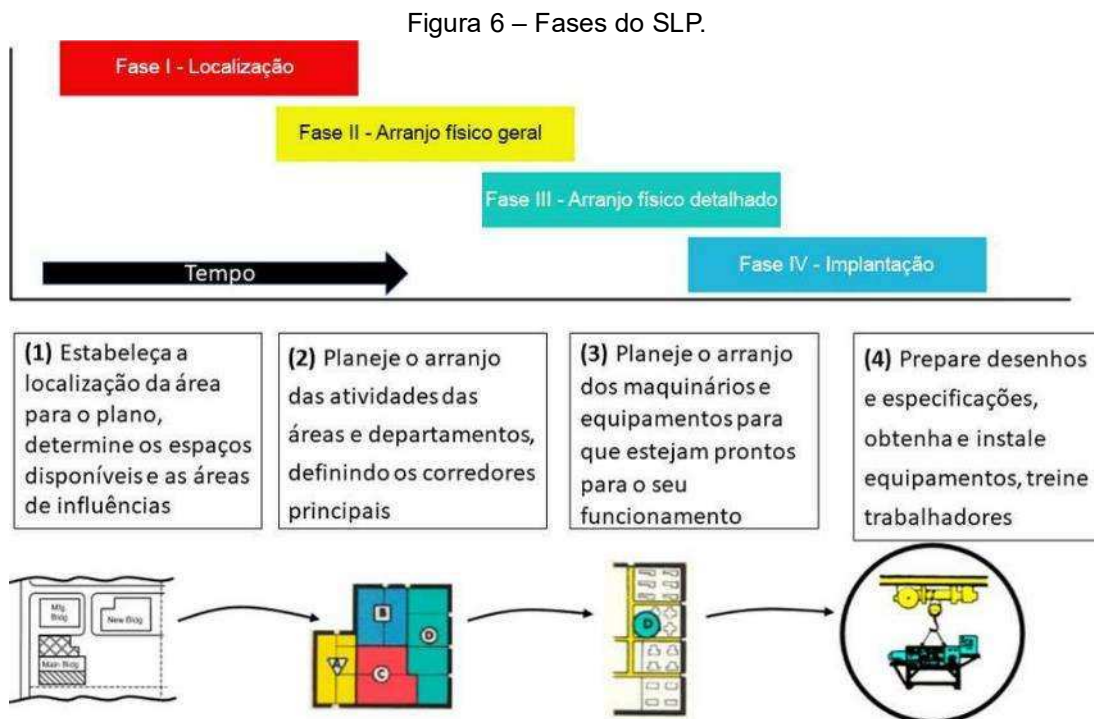 Figura 6 – Fases do SLP.
Fase I - Localização
Fase II - Arranjo físico geral
Fase III - Arranjo físico detalhado
Tempo
Fase IV - Implantação
(1) Estabeleça a
localização da área
para o plano,
determine os espaços
disponíveis e as áreas
de influências
(2) Planeje o arranjo
das atividades das
áreas e departamentos,
definindo os corredores
principais
(3) Planeje o arranjo
dos maquinários e
equipamentos para
que estejam prontos
para o seu
funcionamento
(4) Prepare desenhos
e especificações,
obtenha e instale
equipamentos, treine
trabalhadores
Mfg.
Bldg
New Bldg
Main Bldg
A
B
C
D
D